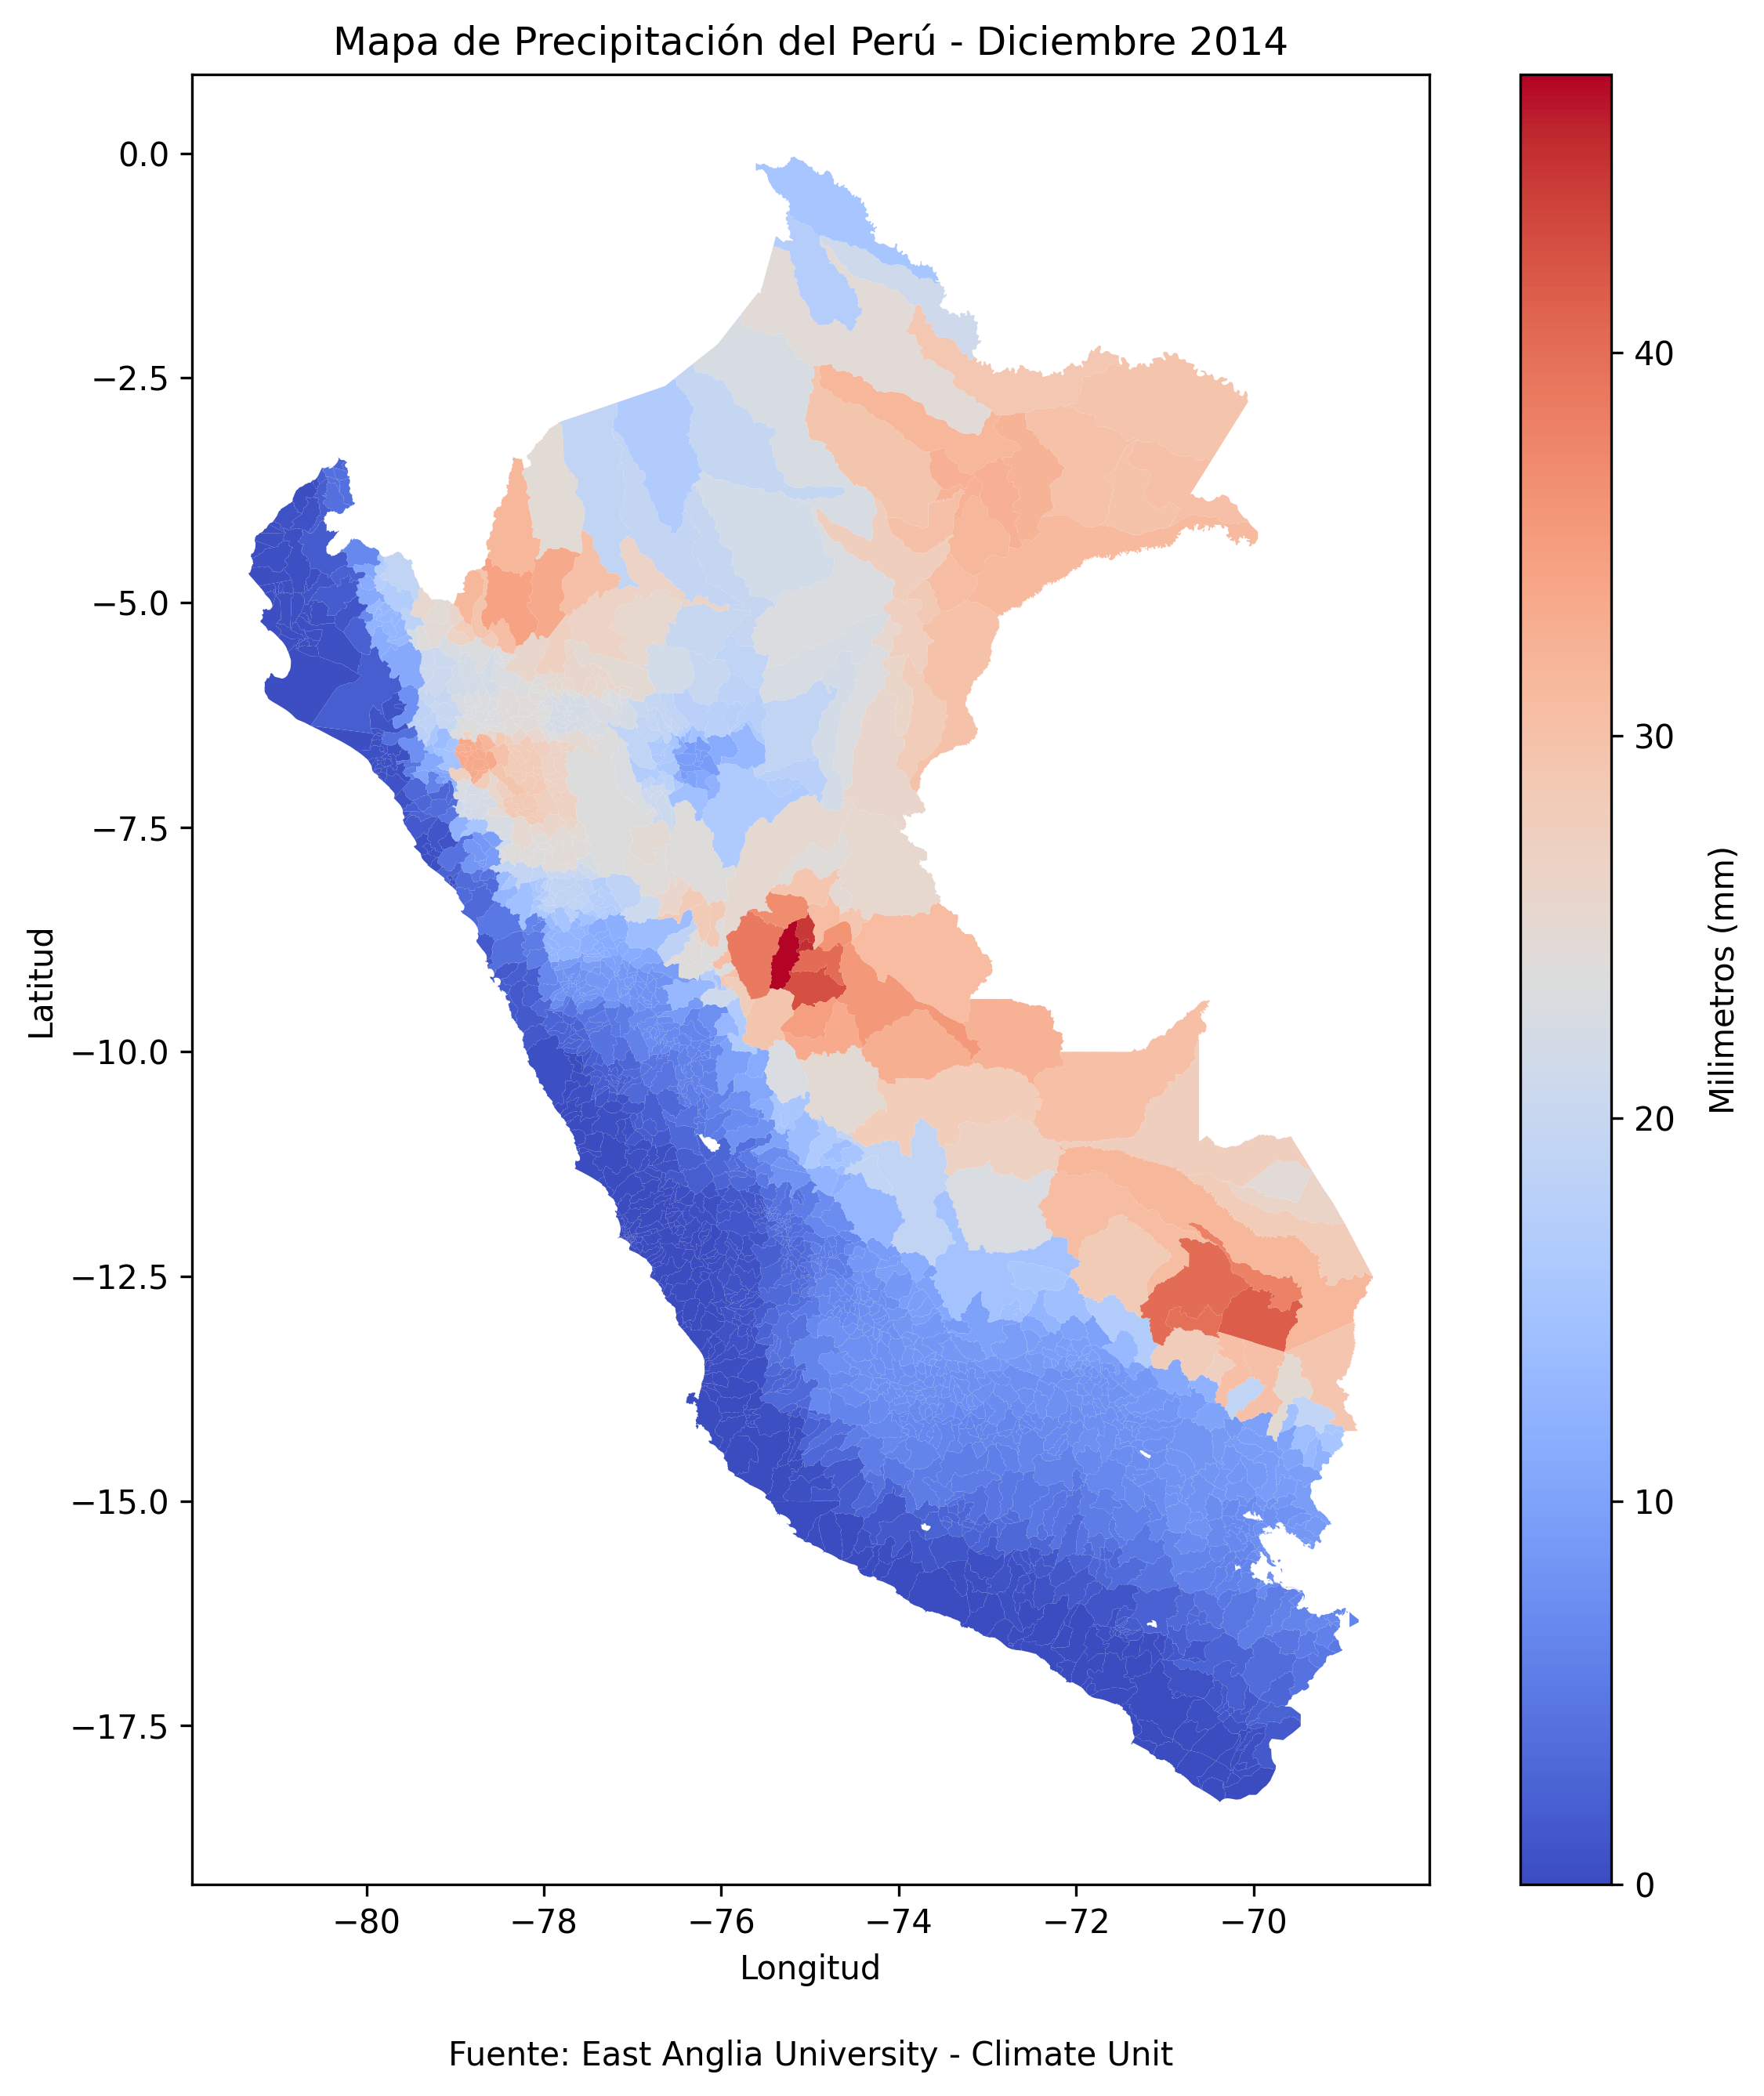 Mapa de Precipitación del Perú - Diciembre 2014
0.0
−2.5
−5.0
−7.5
−10.0
−12.5
−15.0
−17.5
Latitud
−80 −78 −76 −74 −72 −70
Longitud
40
30
20
10
0
Milimetros (mm)
Fuente: East Anglia University - Climate Unit